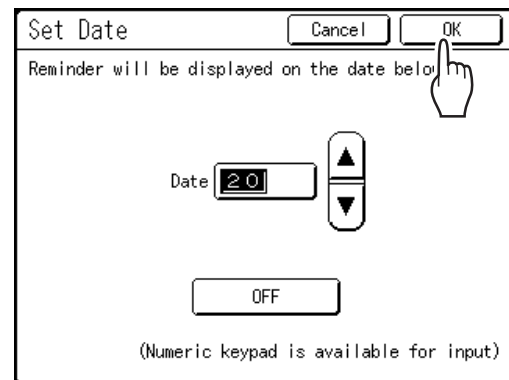 Set Date
Cancel
OK
Reminder will be displayed on the date
Date
20
OFF
(Numeric keypad is available for input)